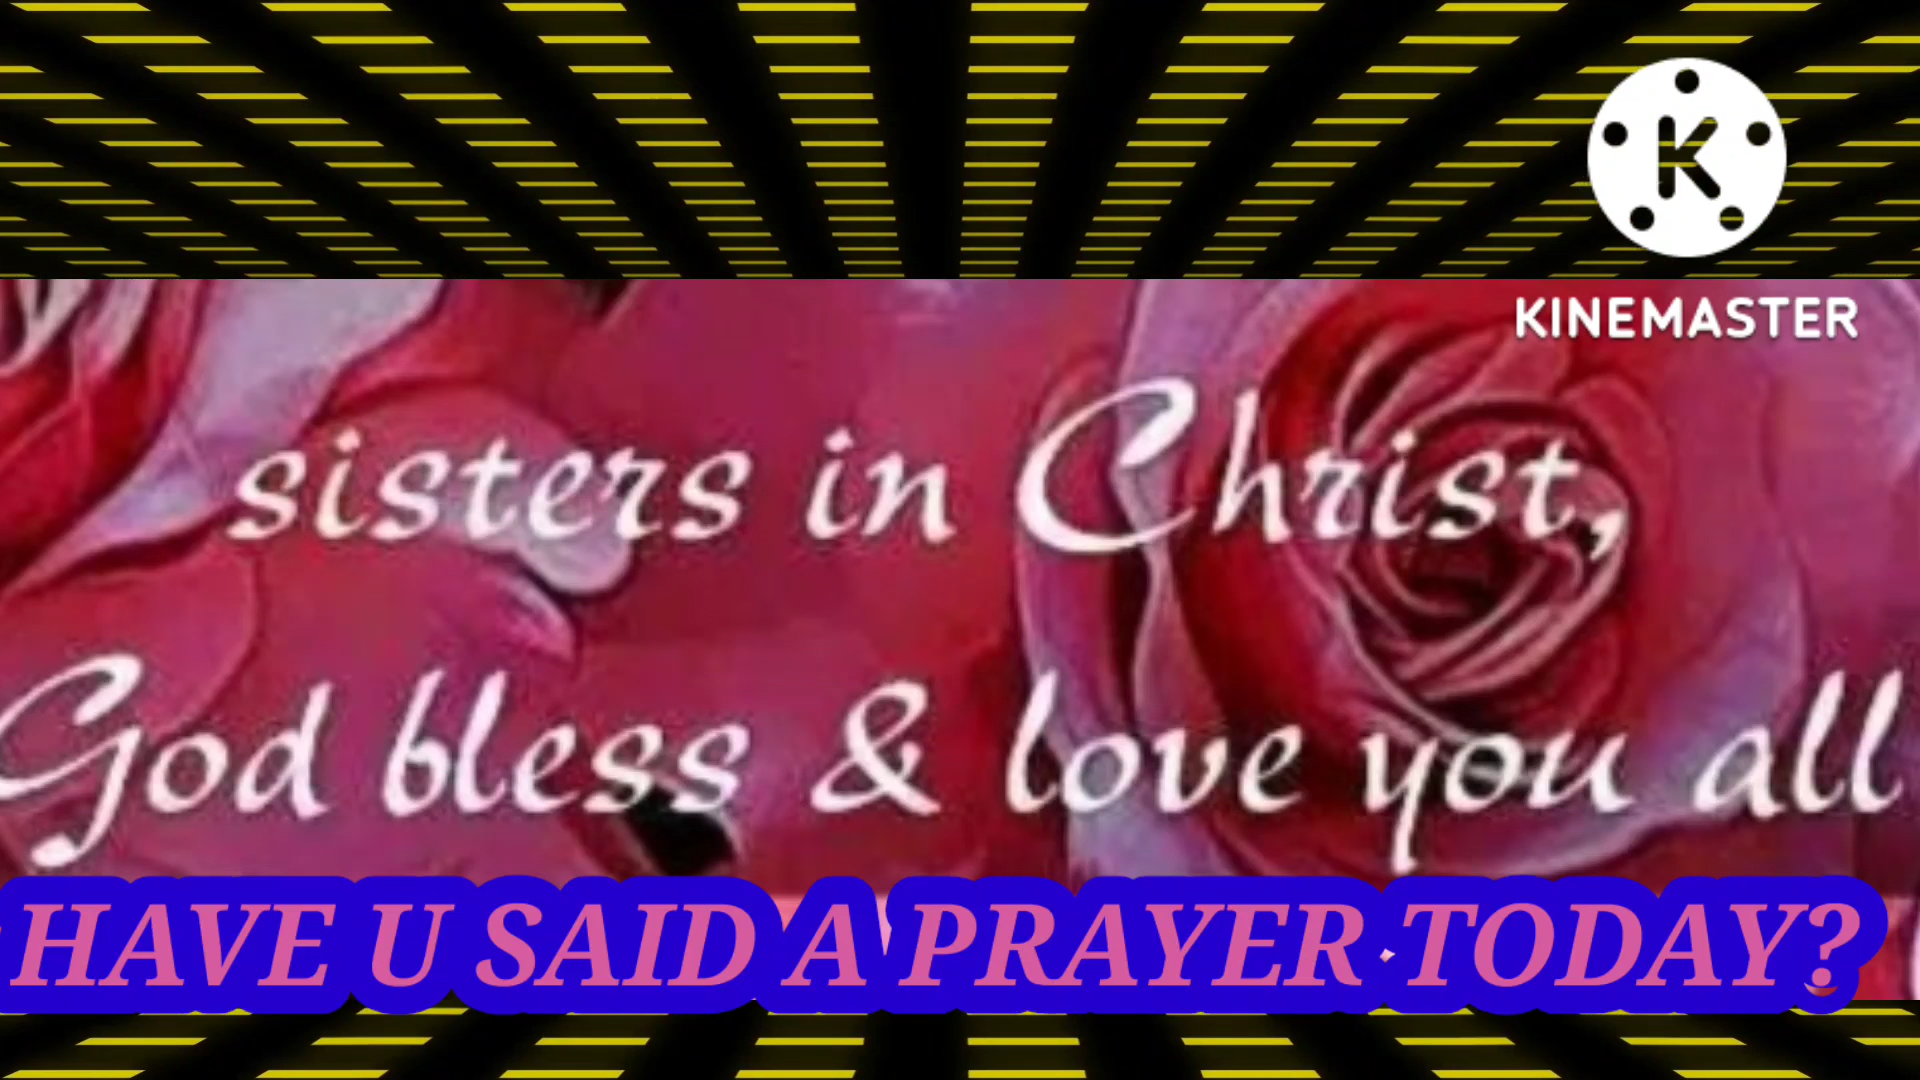 KINEMASTER
sisters in Christ,
God bless & love you all
HAVE U SAID A PRAYER TODAY?